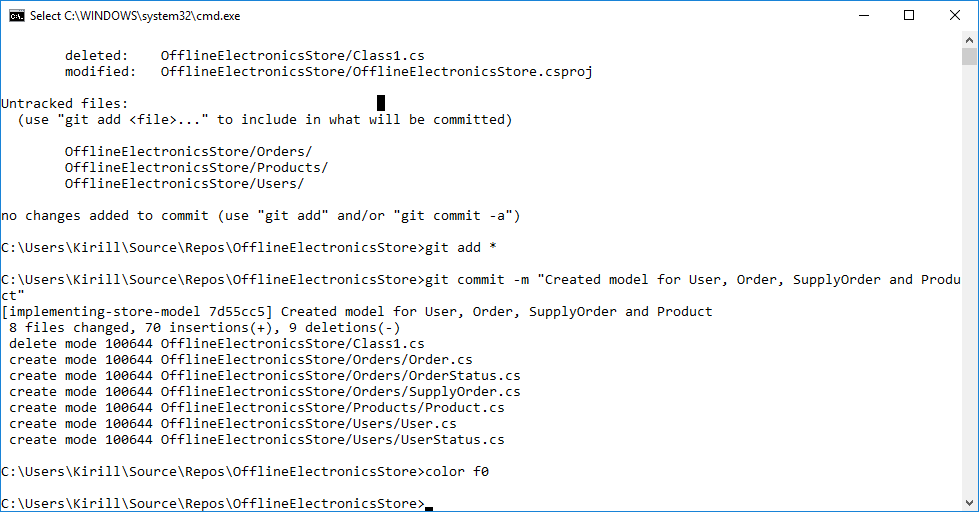 Select C:\WINDOWS\system32\cmd.exe
deleted:    OfflineElectronicsStore/Class1.cs
modified:   OfflineElectronicsStore/OfflineElectronicsStore.csproj
Untracked files:
(use "git add <file>..." to include in what will be committed)
OfflineElectronicsStore/Orders/
OfflineElectronicsStore/Products/
OfflineElectronicsStore/Users/
no changes added to commit (use "git add" and/or "git commit -a")
C:\Users\Kirill\Source\Repos\OfflineElectronicsStore>git add *
C:\Users\Kirill\Source\Repos\OfflineElectronicsStore>git commit -m "Created model for User, Order, SupplyOrder and Produ
ct"
[implementing-store-model 7d55cc5] Created model for User, Order, SupplyOrder and Product
8 files changed, 70 insertions(+), 9 deletions(-)
delete mode 100644 OfflineElectronicsStore/Class1.cs
create mode 100644 OfflineElectronicsStore/Orders/Order.cs
create mode 100644 OfflineElectronicsStore/Orders/OrderStatus.cs
create mode 100644 OfflineElectronicsStore/Orders/SupplyOrder.cs
create mode 100644 OfflineElectronicsStore/Products/Product.cs
create mode 100644 OfflineElectronicsStore/Users/User.cs
create mode 100644 OfflineElectronicsStore/Users/UserStatus.cs
C:\Users\Kirill\Source\Repos\OfflineElectronicsStore>color f0
C:\Users\Kirill\Source\Repos\OfflineElectronicsStore>